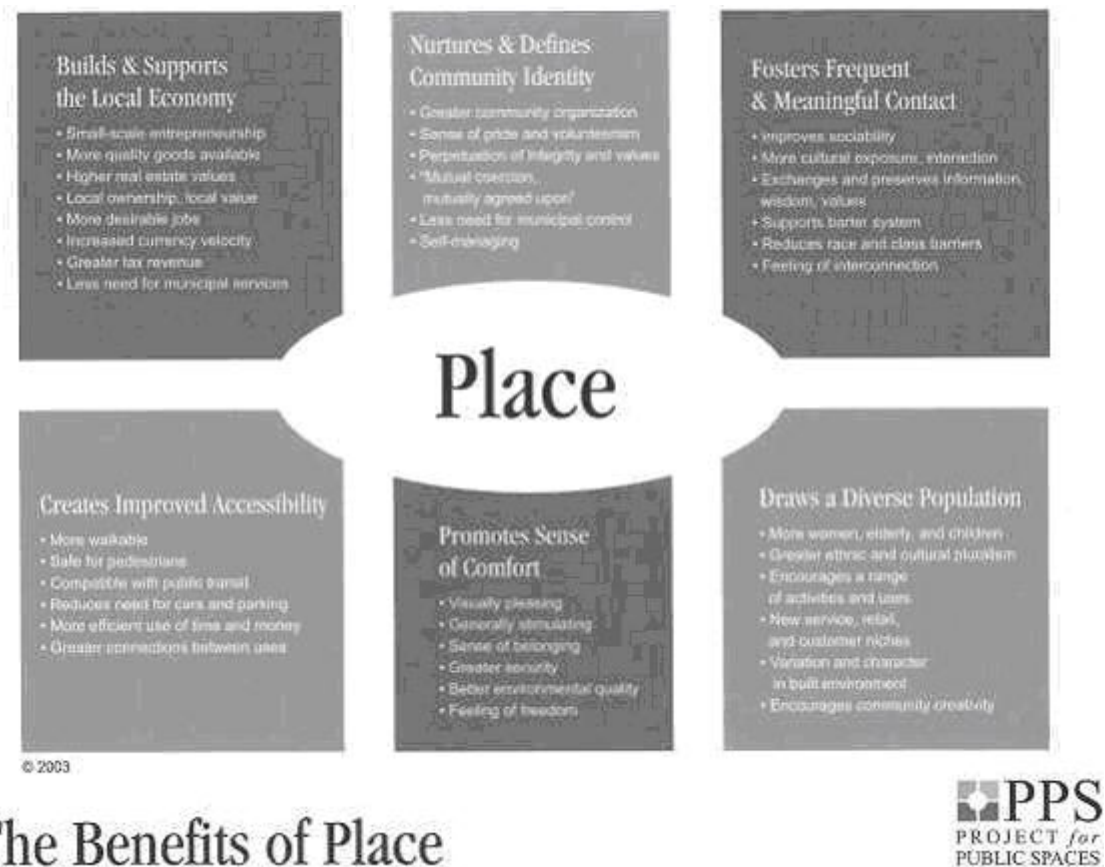 Builds & Supports
the Local Economy
• Small-scale entrepreneurship
• More quality goods available
• Higher real estate values
• Local ownership, local value
• More desirable jobs
• Increased currency velocity
• Greater tax revenue
• Less need for municipal services
Nurtures & Defines
Community Identity
• Greater community organization
• Sense of pride and volunteerism
• Perpetuation of integrity and values
• "Mutual coercion,
mutually agreed upon"
• Less need for municipal control
• Self-managing
Fosters Frequent
& Meaningful Contact
• Improves sociability
• More cultural exposure, interaction
• Exchanges and preserves information,
wisdom, values
• Supports barter system
• Reduces race and class barriers
• Feeling of interconnection
Place
Creates Improved Accessibility
• More walkable
• Safe for pedestrians
• Compatible with public transit
• Reduces need for cars and parking
• More efficient use of time and money
• Greater connections between uses
Promotes Sense
of Comfort
• Visually pleasing
• Generally stimulating
• Sense of belonging
• Greater security
• Better environmental quality
• Feeling of freedom
Draws a Diverse Population
• More women, elderly, and children
• Greater ethnic and cultural pluralism
• Encourages a range
of activities and uses
• New service, retail,
and customer niches
• Variation and character
in built environment
• Encourages community creativity
© 2003
The Benefits of Place
PPS
PROJECT for
PUBLIC SPACES